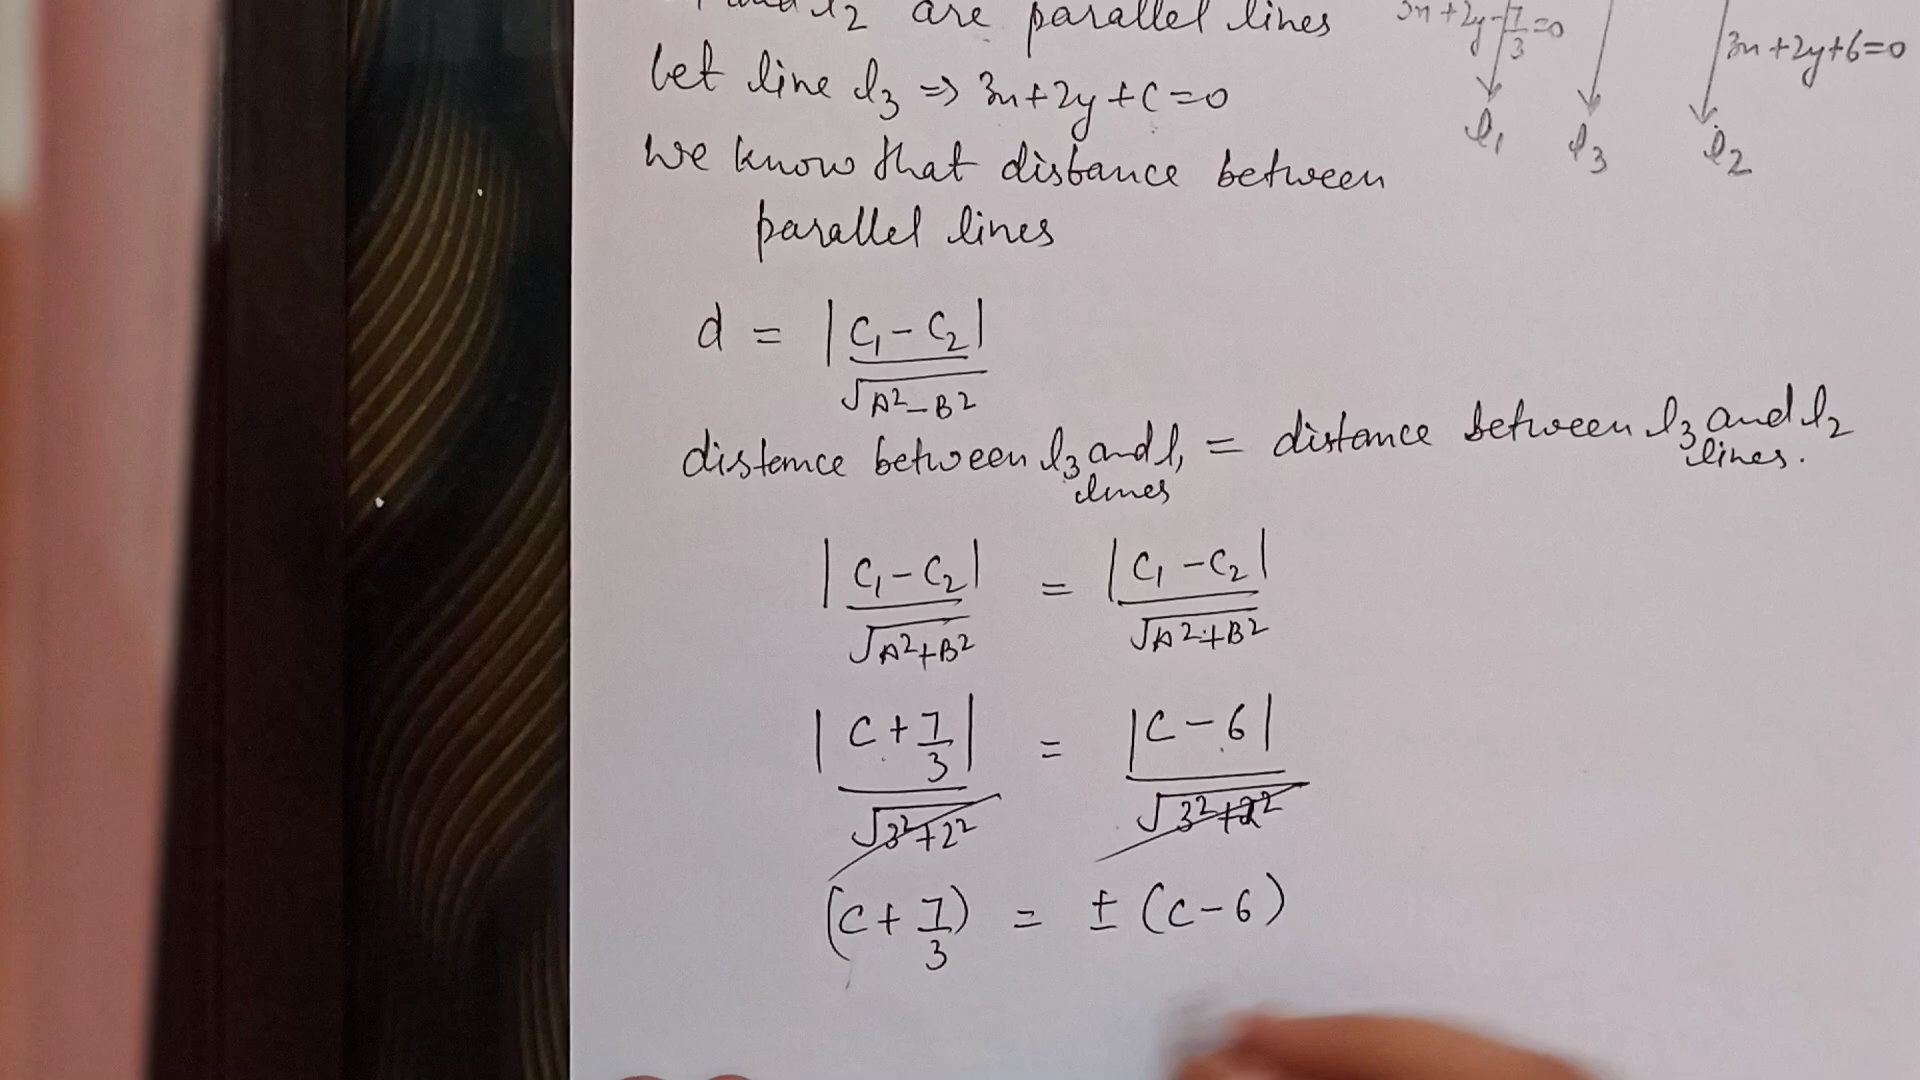 l2 are parallel lines
3x+2y-7/3=0
3x+2y+6=0
let line l3 ⇒ 3x+2y+C=0
l1 l3 l2
we know that distance between
parallel lines
d = |C1-C2| / √A²-B²
distance between l3 and l1 = distance between l3 and l2
lines lines.
|C1-C2| / √A²+B² = |C1-C2| / √A²+B²
|C+7/3| / √3²+2² = |C-6| / √3²+2²
(C+7/3) = ±(C-6)